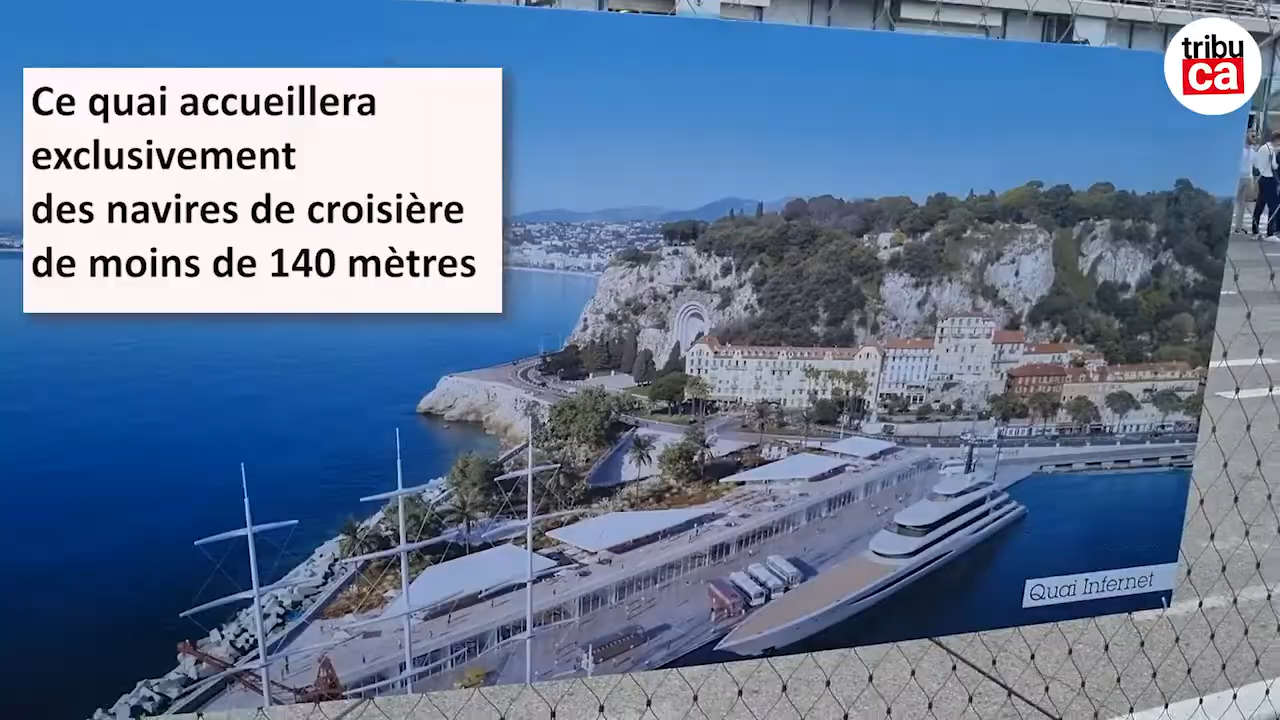 Ce quai accueillera
exclusivement
des navires de croisière
de moins de 140 mètres
tribu
ca
Quai Infernet